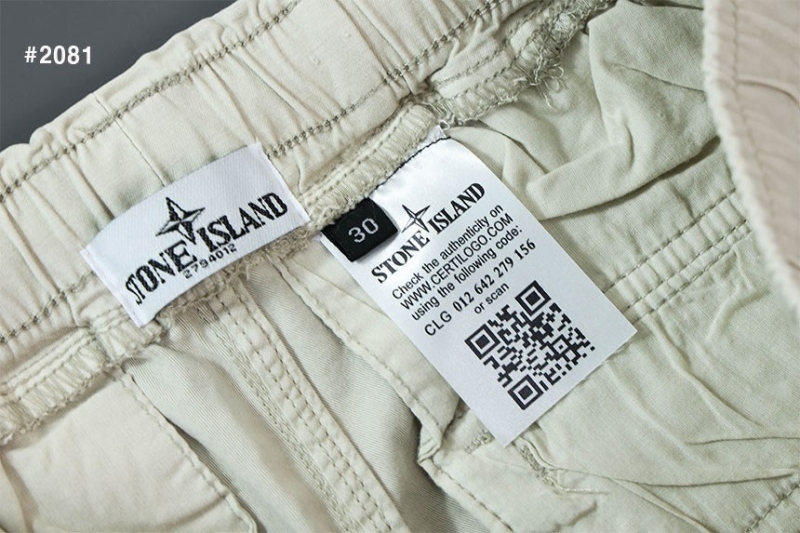 #2081
STONE ISLAND
2794012
30
STONE ISLAND
Check the authenticity on
WWW.CERTILOGO.COM
using the following code:
CLG 012 642 279 156
or scan